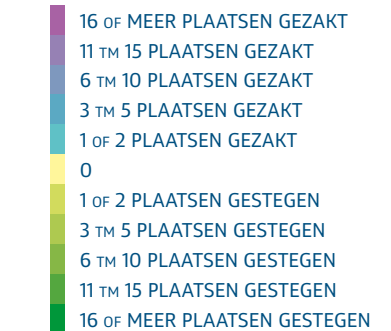 16 OF MEER PLAATSEN GEZAKT
11 TM 15 PLAATSEN GEZAKT
6 TM 10 PLAATSEN GEZAKT
3 TM 5 PLAATSEN GEZAKT
1 OF 2 PLAATSEN GEZAKT
0
1 OF 2 PLAATSEN GESTEGEN
3 TM 5 PLAATSEN GESTEGEN
6 TM 10 PLAATSEN GESTEGEN
11 TM 15 PLAATSEN GESTEGEN
16 OF MEER PLAATSEN GESTEGEN